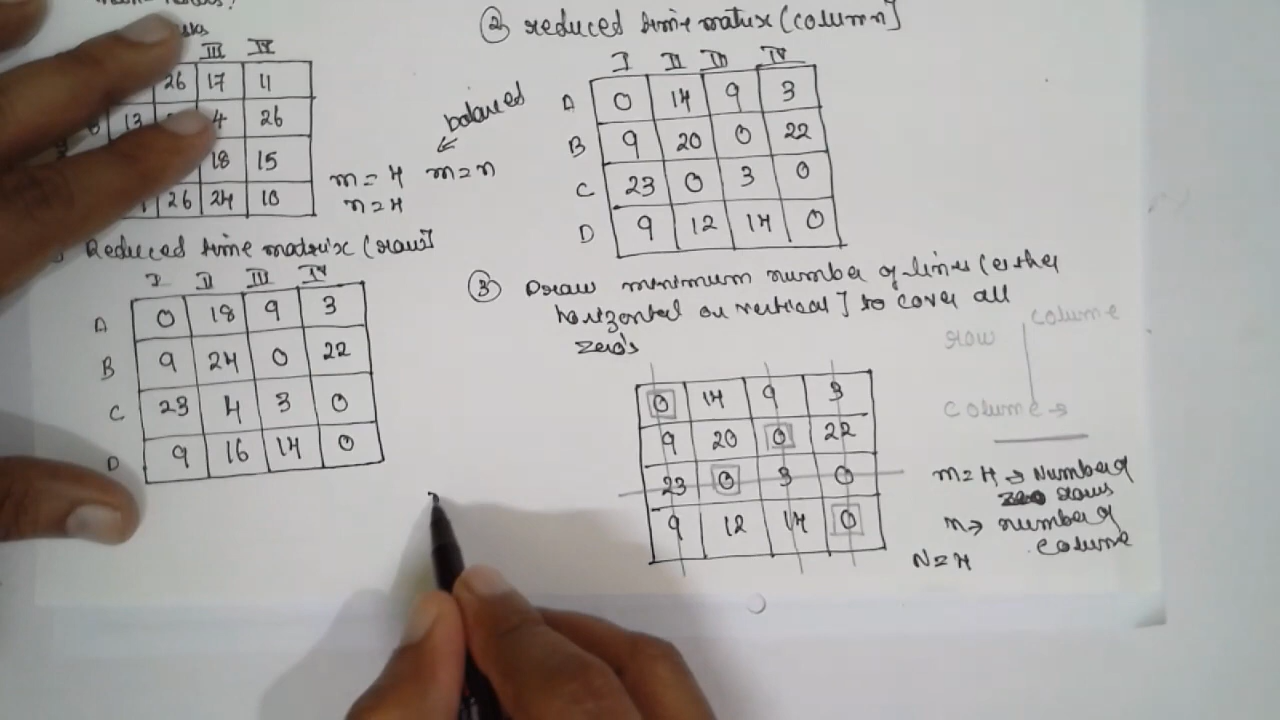 III IV
26 17 11
13 4 26
18 15
26 24 10
m = 4 m = n
n = 4
balanced
Reduced time matrix (row)
I II III IV
A 0 18 9 3
B 9 24 0 22
C 23 4 3 0
D 9 16 14 0
② reduced time matrix (column)
I II III IV
A 0 14 9 3
B 9 20 0 22
C 23 0 3 0
D 9 12 14 0
③ Draw minimum number of lines (either
horizontal or vertical) to cover all
zero's
0 14 9 3
9 20 0 22
23 0 3 0
9 12 14 0
row column
colume →
m = 4 → Number of
rows
n → number of
colume
N = 4